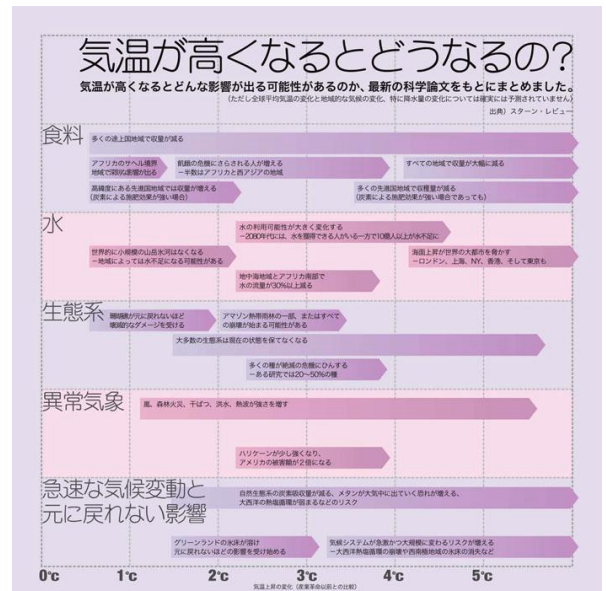 気温が高くなるとどうなるの?
気温が高くなるとどんな影響が出る可能性があるのか、最新の科学論文をもとにまとめました。
(ただし全球平均気温の変化と地域的な気候の変化、特に降水量の変化については確実には予測されていません)
出典)スターン・レビュー
食料
多くの途上国地域で収量が減る
アフリカのサヘル境界
地域で深刻な影響が出る
飢餓の危機にさらされる人が増える
−半数はアフリカと西アジアの地域
すべての地域で収量が大幅に減る
高緯度にある先進国地域では収量が増える
(炭素による施肥効果が強い場合)
多くの先進国地域で収穫量が減る
(炭素による施肥効果が強い場合であっても)
水
水の利用可能性が大きく変化する
−2080年代には、水を獲得できる人がいる一方で10億人以上が水不足に
世界的に小規模の山岳氷河はなくなる
−地域によっては水不足になる可能性がある
海面上昇が世界の大都市を脅かす
−ロンドン、上海、NY、香港、そして東京も
地中海地域とアフリカ南部で
水の流量が30%以上減る
生態系
珊瑚礁が元に戻れないほど
壊滅的なダメージを受ける
アマゾン熱帯雨林の一部、またはすべて
の崩壊が始まる可能性がある
大多数の生態系は現在の状態を保てなくなる
多くの種が絶滅の危機にひんする
−ある研究では20〜50%の種
異常気象
嵐、森林火災、干ばつ、洪水、熱波が強さを増す
ハリケーンが少し強くなり、
アメリカの被害額が2倍になる
急速な気候変動と
元に戻れない影響
自然生態系の炭素吸収量が減る、メタンが大気中に出ていく恐れが増える、
大西洋の熱塩循環が弱まるなどのリスク
グリーンランドの氷床が溶け
元に戻れないほどの影響を受け始める
気候システムが急激かつ大規模に変わるリスクが増える
−大西洋熱塩循環の崩壊や西南極地域の氷床の消失など
0℃ 1℃ 2℃ 3℃ 4℃ 5℃
気温上昇の変化(産業革命以前との比較)